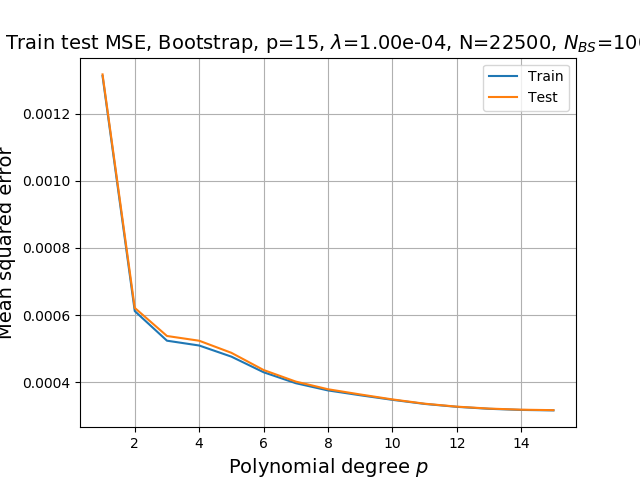 Train test MSE, Bootstrap, p=15, λ=1.00e-04, N=22500, N_BS=10
Train
Test
0.0012
0.0010
0.0008
0.0006
0.0004
Mean squared error
2 4 6 8 10 12 14
Polynomial degree p